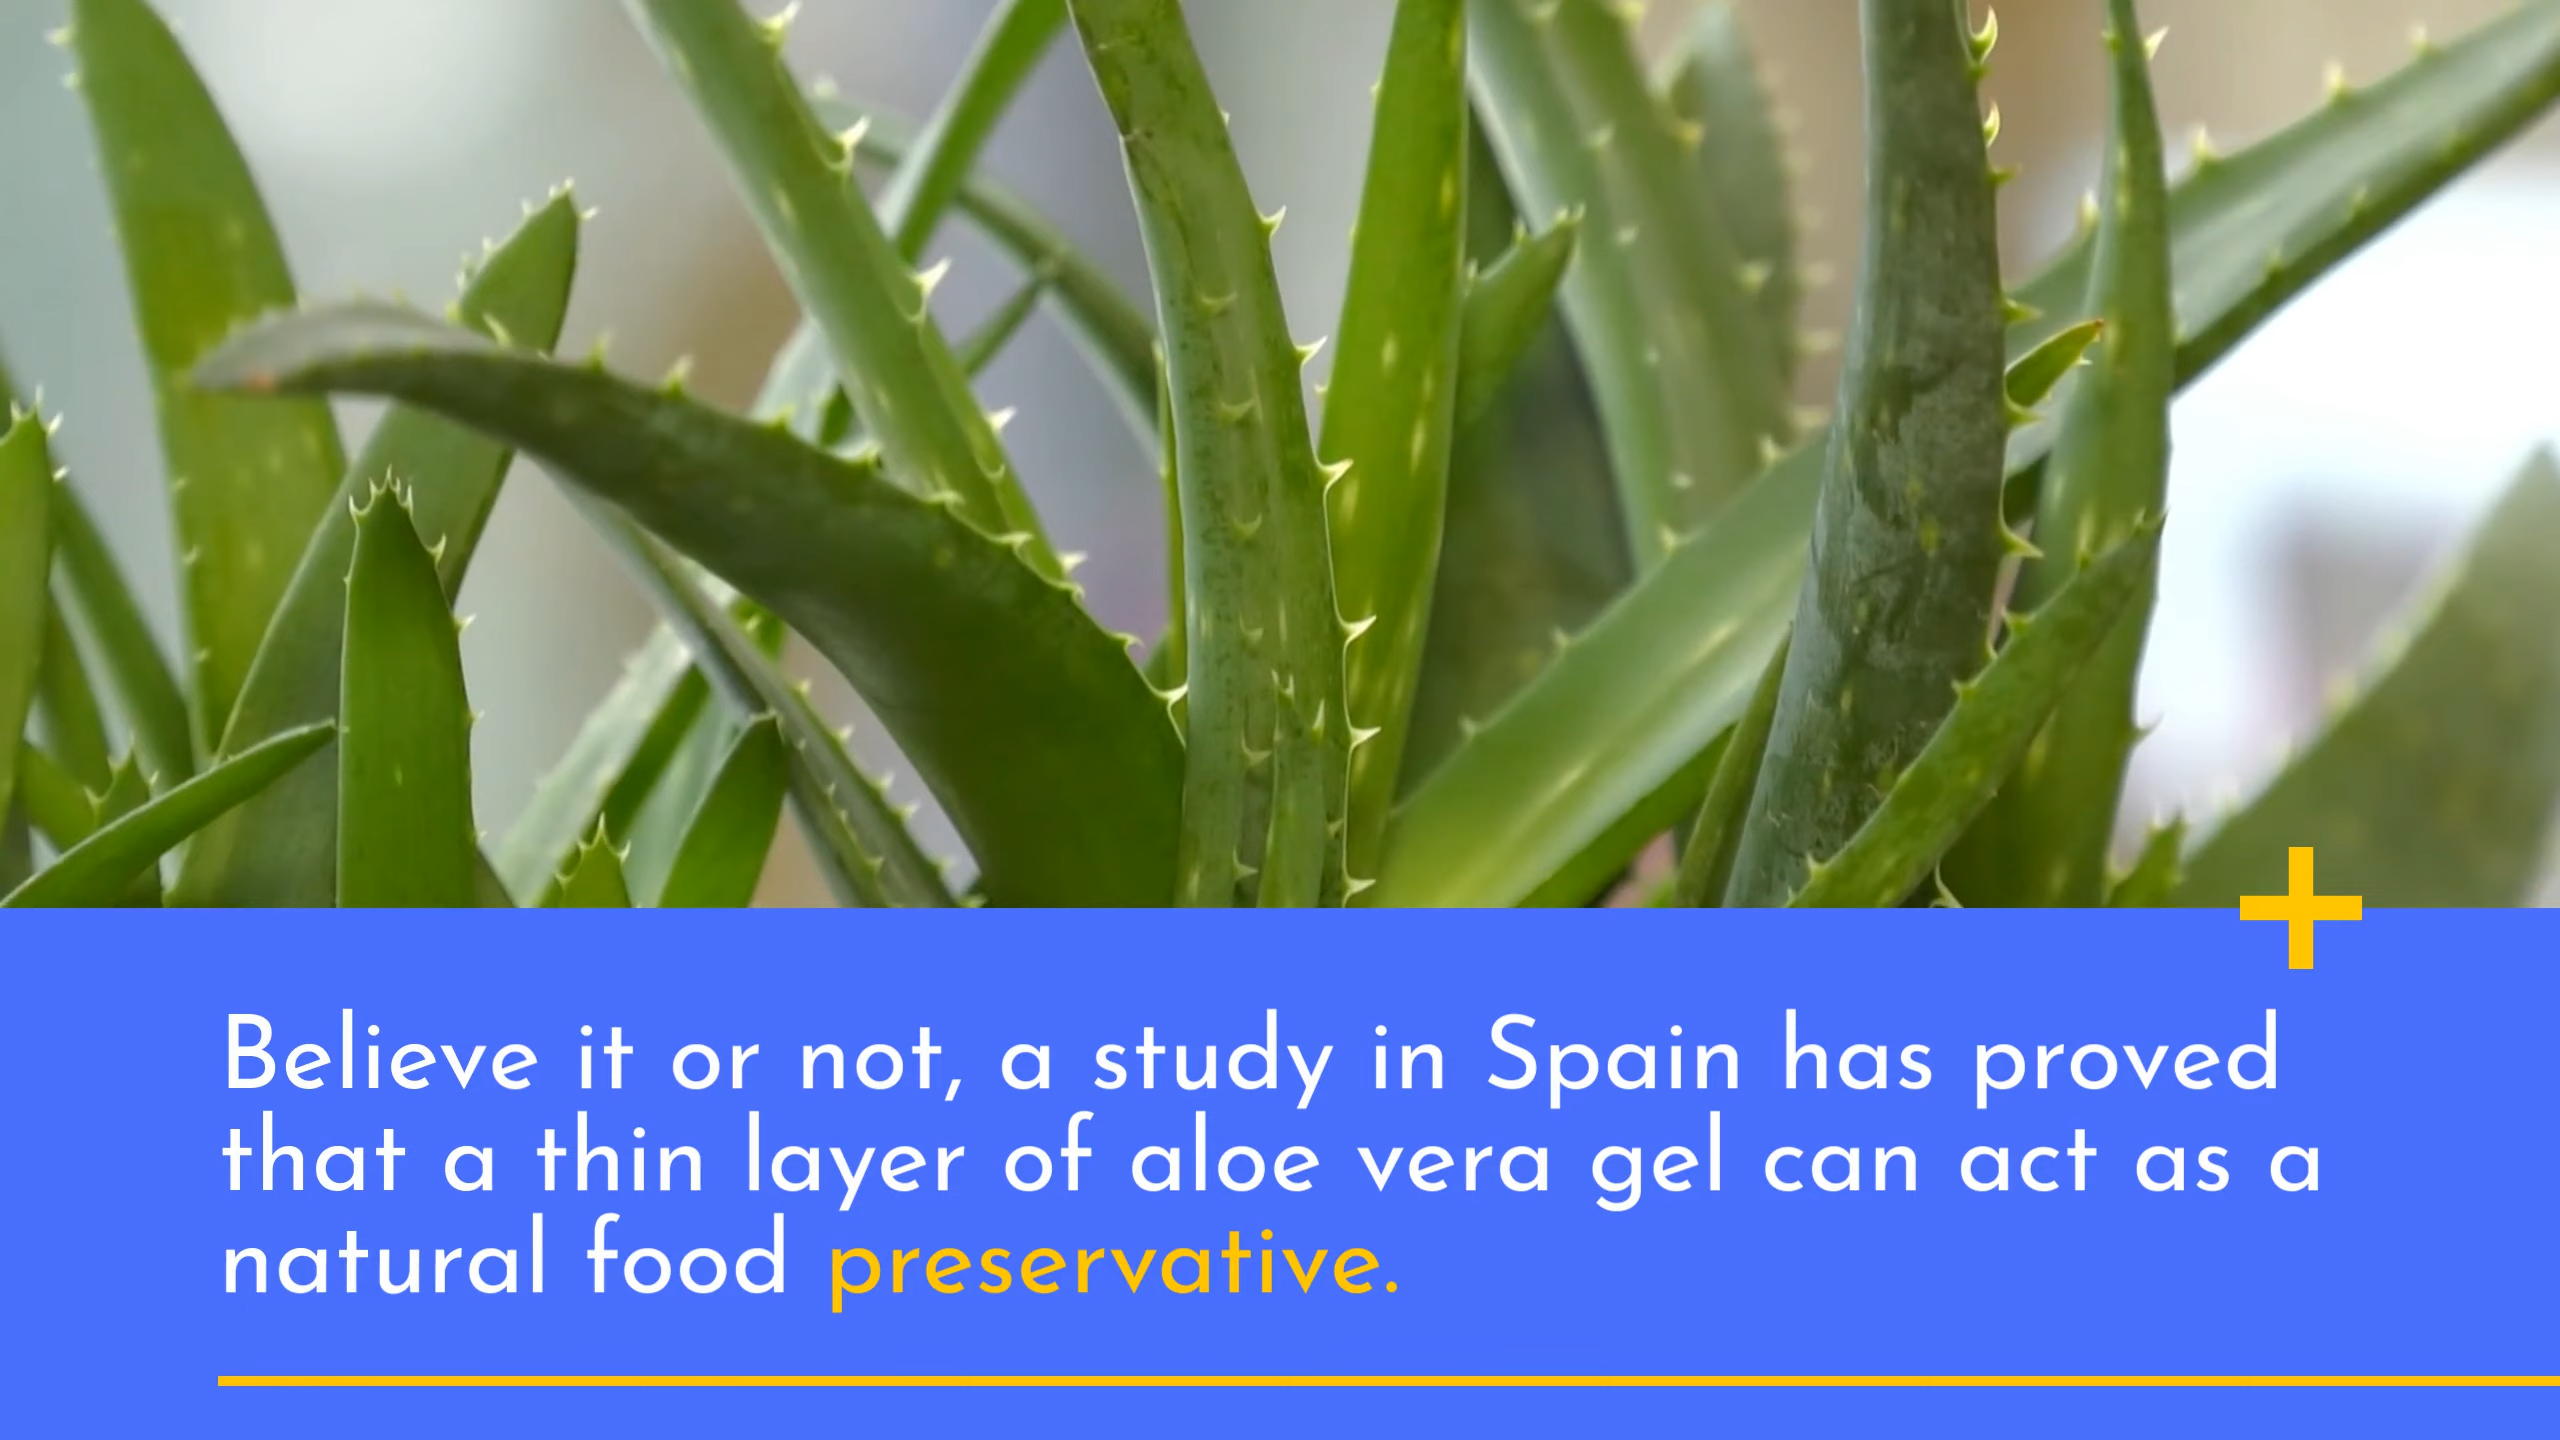 Believe it or not, a study in Spain has proved
that a thin layer of aloe vera gel can act as a
natural food preservative.